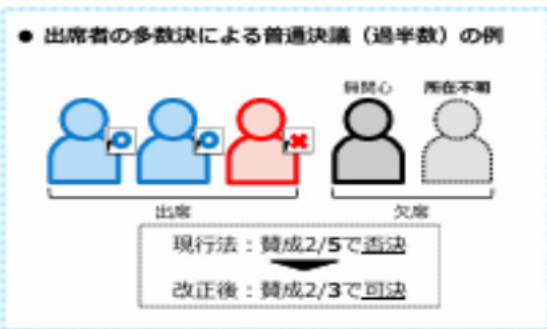 ● 出席者の多数決による普通決議（過半数）の例
無関心 所在不明
出席 欠席
現行法：賛成2/5で否決
改正後：賛成2/3で可決